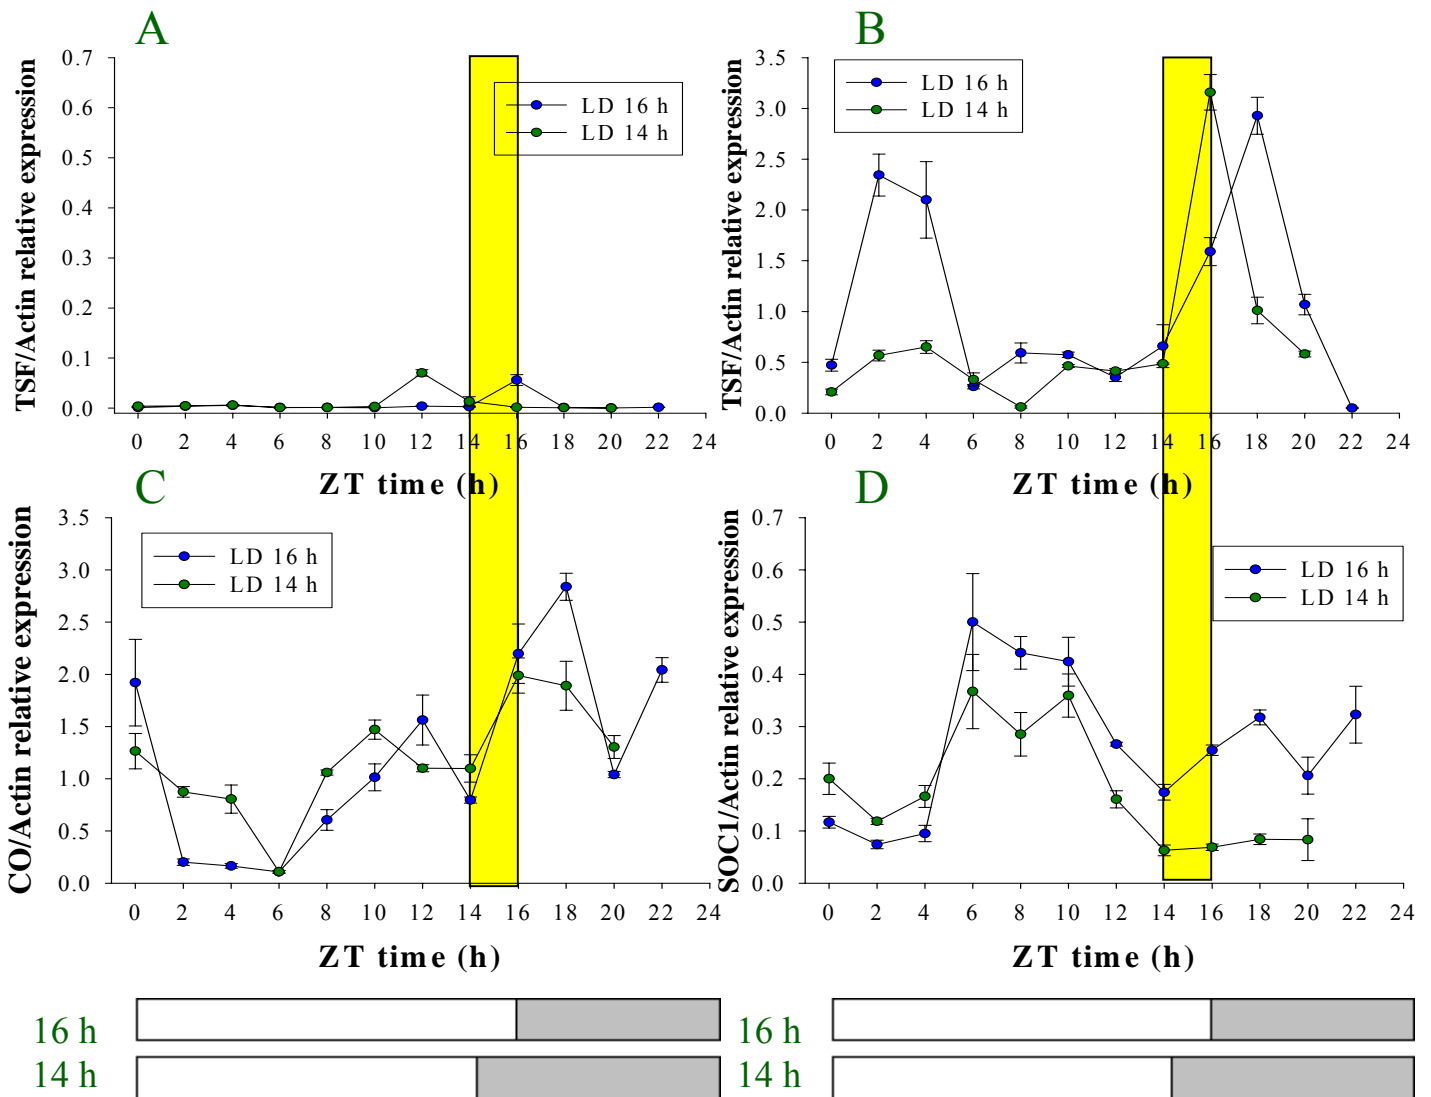 A
TSF/Actin relative expression
0.7
0.6
0.5
0.4
0.3
0.2
0.1
0.0
LD 16 h
LD 14 h
0 2 4 6 8 10 12 14 16 18 20 22 24
ZT time (h)
B
TSF/Actin relative expression
3.5
3.0
2.5
2.0
1.5
1.0
0.5
0.0
LD 16 h
LD 14 h
0 2 4 6 8 10 12 14 16 18 20 22 24
ZT time (h)
C
CO/Actin relative expression
3.5
3.0
2.5
2.0
1.5
1.0
0.5
0.0
LD 16 h
LD 14 h
0 2 4 6 8 10 12 14 16 18 20 22 24
ZT time (h)
D
SOC1/Actin relative expression
0.7
0.6
0.5
0.4
0.3
0.2
0.1
0.0
LD 16 h
LD 14 h
0 2 4 6 8 10 12 14 16 18 20 22 24
ZT time (h)
16 h
14 h
16 h
14 h